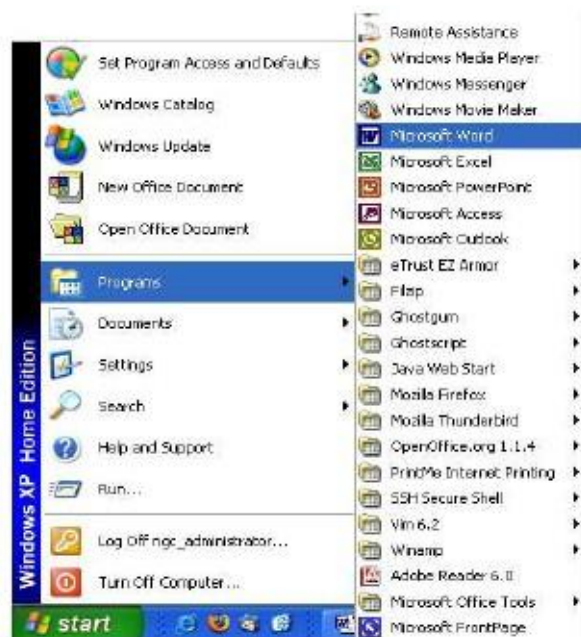 Set Program Access and Defaults
Windows Catalog
Windows Update
New Office Document
Open Office Document
Programs
Documents
Settings
Search
Help and Support
Run...
Log Off ngc_administrator...
Turn Off Computer...
Windows XP Home Edition
start
Remote Assistance
Windows Media Player
Windows Messenger
Windows Movie Maker
Microsoft Word
Microsoft Excel
Microsoft PowerPoint
Microsoft Access
Microsoft Outlook
eTrust EZ Armor
Filzip
Ghostgum
Ghostscript
Java Web Start
Mozilla Firefox
Mozilla Thunderbird
OpenOffice.org 1.1.4
PrintMe Internet Printing
SSH Secure Shell
Vim 6.2
Winamp
Adobe Reader 6.0
Microsoft Office Tools
Microsoft FrontPage